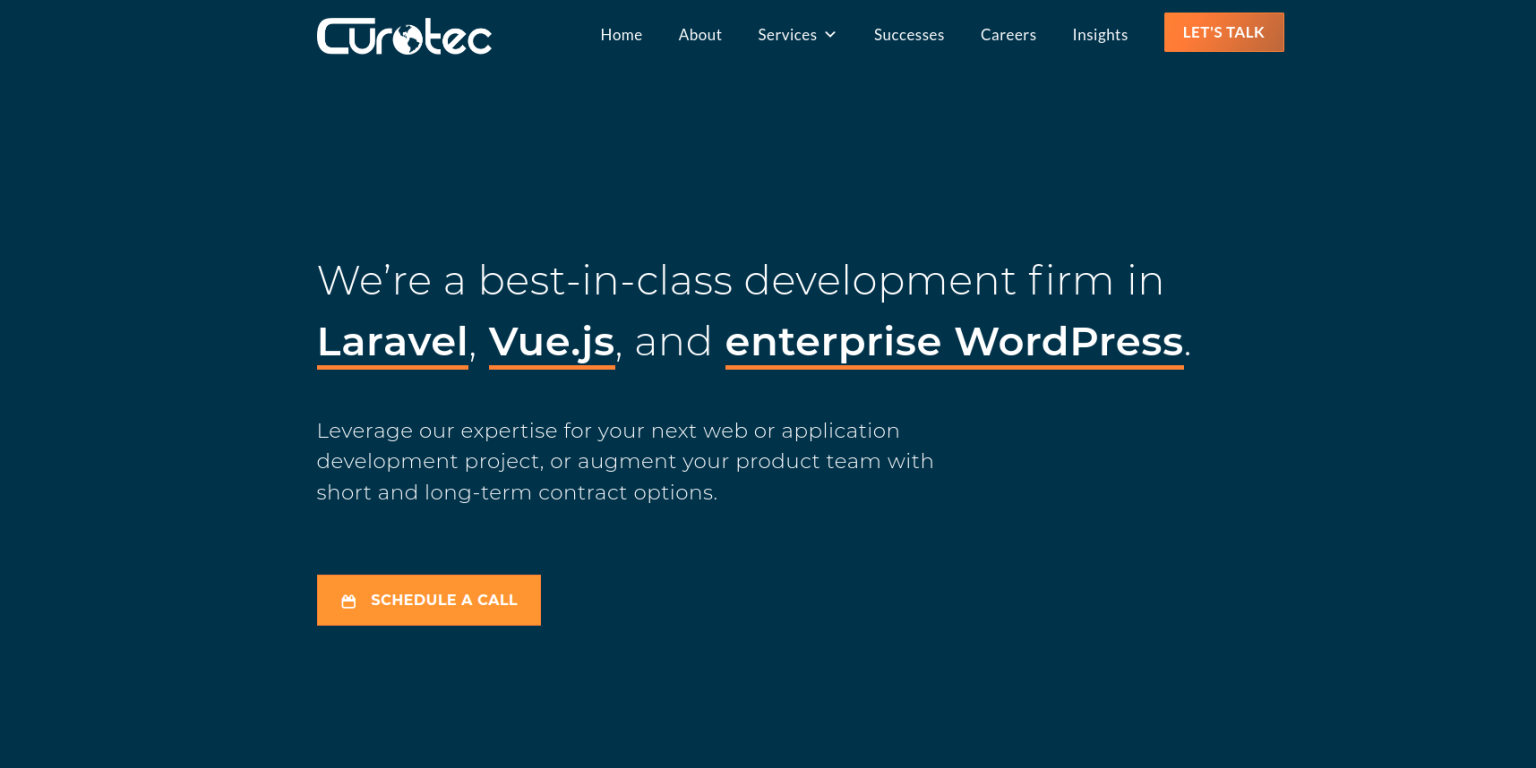 Curotec
Home
About
Services
Successes
Careers
Insights
LET'S TALK
We’re a best-in-class development firm in
Laravel, Vue.js, and enterprise WordPress.
Leverage our expertise for your next web or application
development project, or augment your product team with
short and long-term contract options.
SCHEDULE A CALL